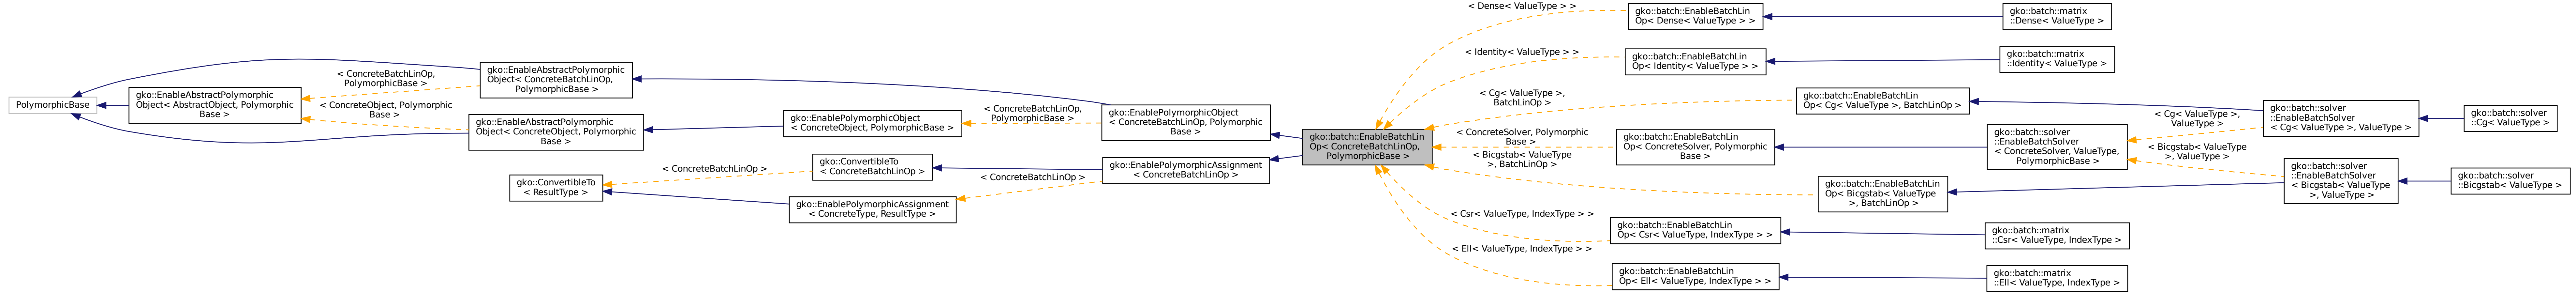 PolymorphicBase
gko::EnableAbstractPolymorphic
Object< AbstractObject, Polymorphic
Base >
< ConcreteBatchLinOp,
PolymorphicBase >
< ConcreteObject, Polymorphic
Base >
gko::EnableAbstractPolymorphic
Object< ConcreteBatchLinOp,
PolymorphicBase >
gko::EnableAbstractPolymorphic
Object< ConcreteObject, Polymorphic
Base >
gko::ConvertibleTo
< ResultType >
< ConcreteBatchLinOp >
gko::EnablePolymorphicObject
< ConcreteObject, PolymorphicBase >
gko::ConvertibleTo
< ConcreteBatchLinOp >
gko::EnablePolymorphicAssignment
< ConcreteType, ResultType >
< ConcreteBatchLinOp,
PolymorphicBase >
< ConcreteBatchLinOp >
gko::EnablePolymorphicObject
< ConcreteBatchLinOp, Polymorphic
Base >
gko::EnablePolymorphicAssignment
< ConcreteBatchLinOp >
gko::batch::EnableBatchLin
Op< ConcreteBatchLinOp,
PolymorphicBase >
< Dense< ValueType > >
< Identity< ValueType > >
< Cg< ValueType >,
BatchLinOp >
< ConcreteSolver, Polymorphic
Base >
< Bicgstab< ValueType
>, BatchLinOp >
< Csr< ValueType, IndexType > >
< Ell< ValueType, IndexType > >
gko::batch::EnableBatchLin
Op< Dense< ValueType > >
gko::batch::EnableBatchLin
Op< Identity< ValueType > >
gko::batch::EnableBatchLin
Op< Cg< ValueType >, BatchLinOp >
gko::batch::EnableBatchLin
Op< ConcreteSolver, Polymorphic
Base >
gko::batch::EnableBatchLin
Op< Bicgstab< ValueType
>, BatchLinOp >
gko::batch::EnableBatchLin
Op< Csr< ValueType, IndexType > >
gko::batch::EnableBatchLin
Op< Ell< ValueType, IndexType > >
gko::batch::matrix
::Dense< ValueType >
gko::batch::matrix
::Identity< ValueType >
gko::batch::solver
::EnableBatchSolver
< ConcreteSolver, ValueType,
PolymorphicBase >
gko::batch::matrix
::Csr< ValueType, IndexType >
gko::batch::matrix
::Ell< ValueType, IndexType >
< Cg< ValueType >,
ValueType >
< Bicgstab< ValueType
>, ValueType >
gko::batch::solver
::EnableBatchSolver
< Cg< ValueType >, ValueType >
gko::batch::solver
::EnableBatchSolver
< Bicgstab< ValueType
>, ValueType >
gko::batch::solver
::Cg< ValueType >
gko::batch::solver
::Bicgstab< ValueType >